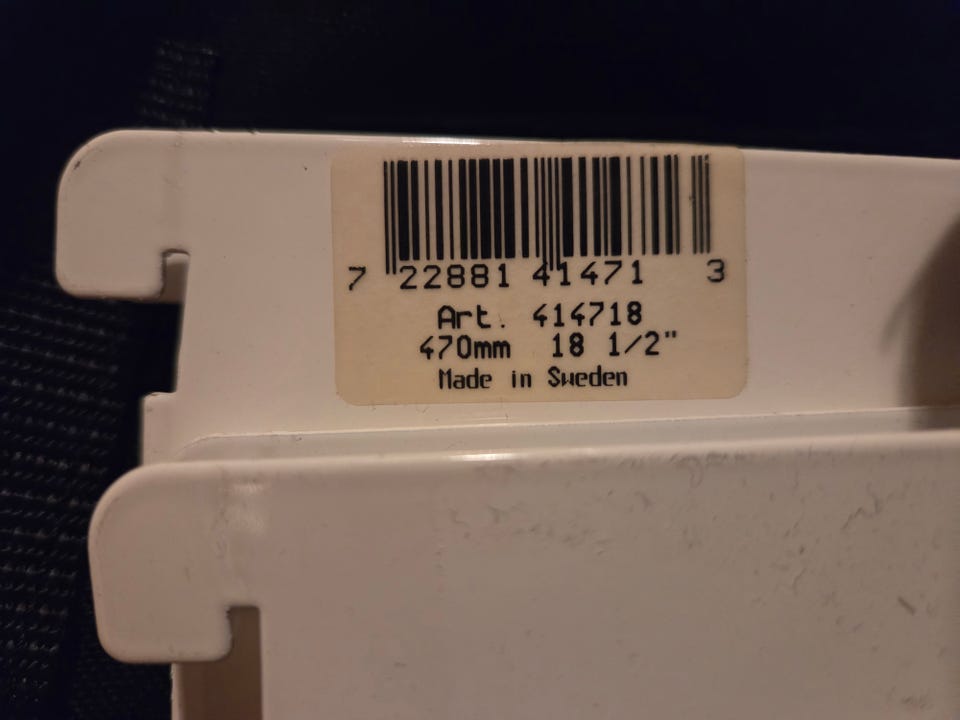 7 22881 41471 3
Art. 414718
470mm 18 1/2"
Made in Sweden